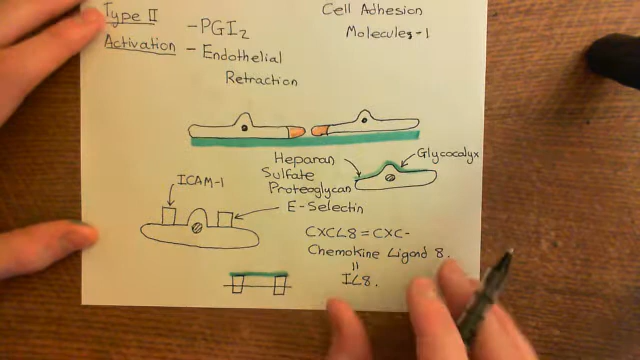 Type II
Activation
- PGI2
- Endothelial
Retraction
Cell Adhesion
Molecules-1
Heparan
Sulfate
Proteoglycan
Glycocalyx
ICAM-1
E-Selectin
CXCL8 = CXC-
Chemokine Ligand 8.
=
IL8.